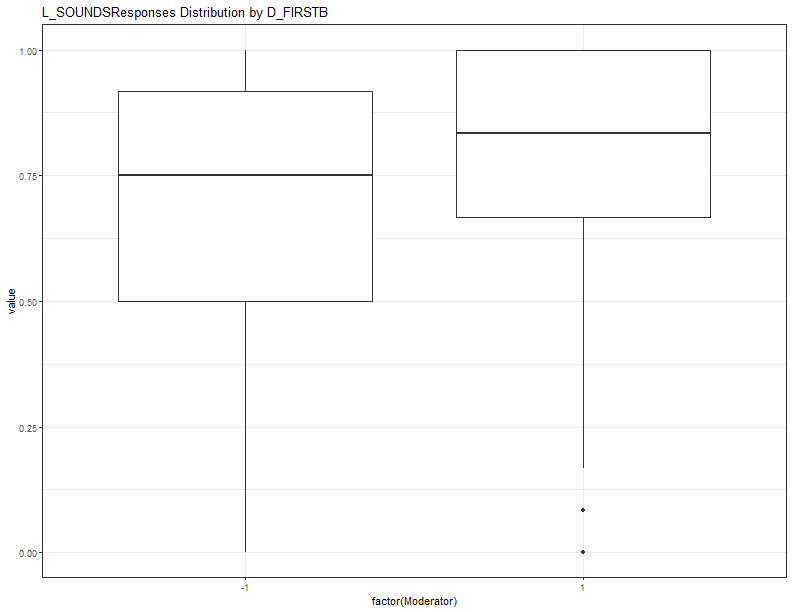 L_SOUNDSResponses Distribution by D_FIRSTB
1.00
0.75
0.50
0.25
0.00
value
-1 1
factor(Moderator)